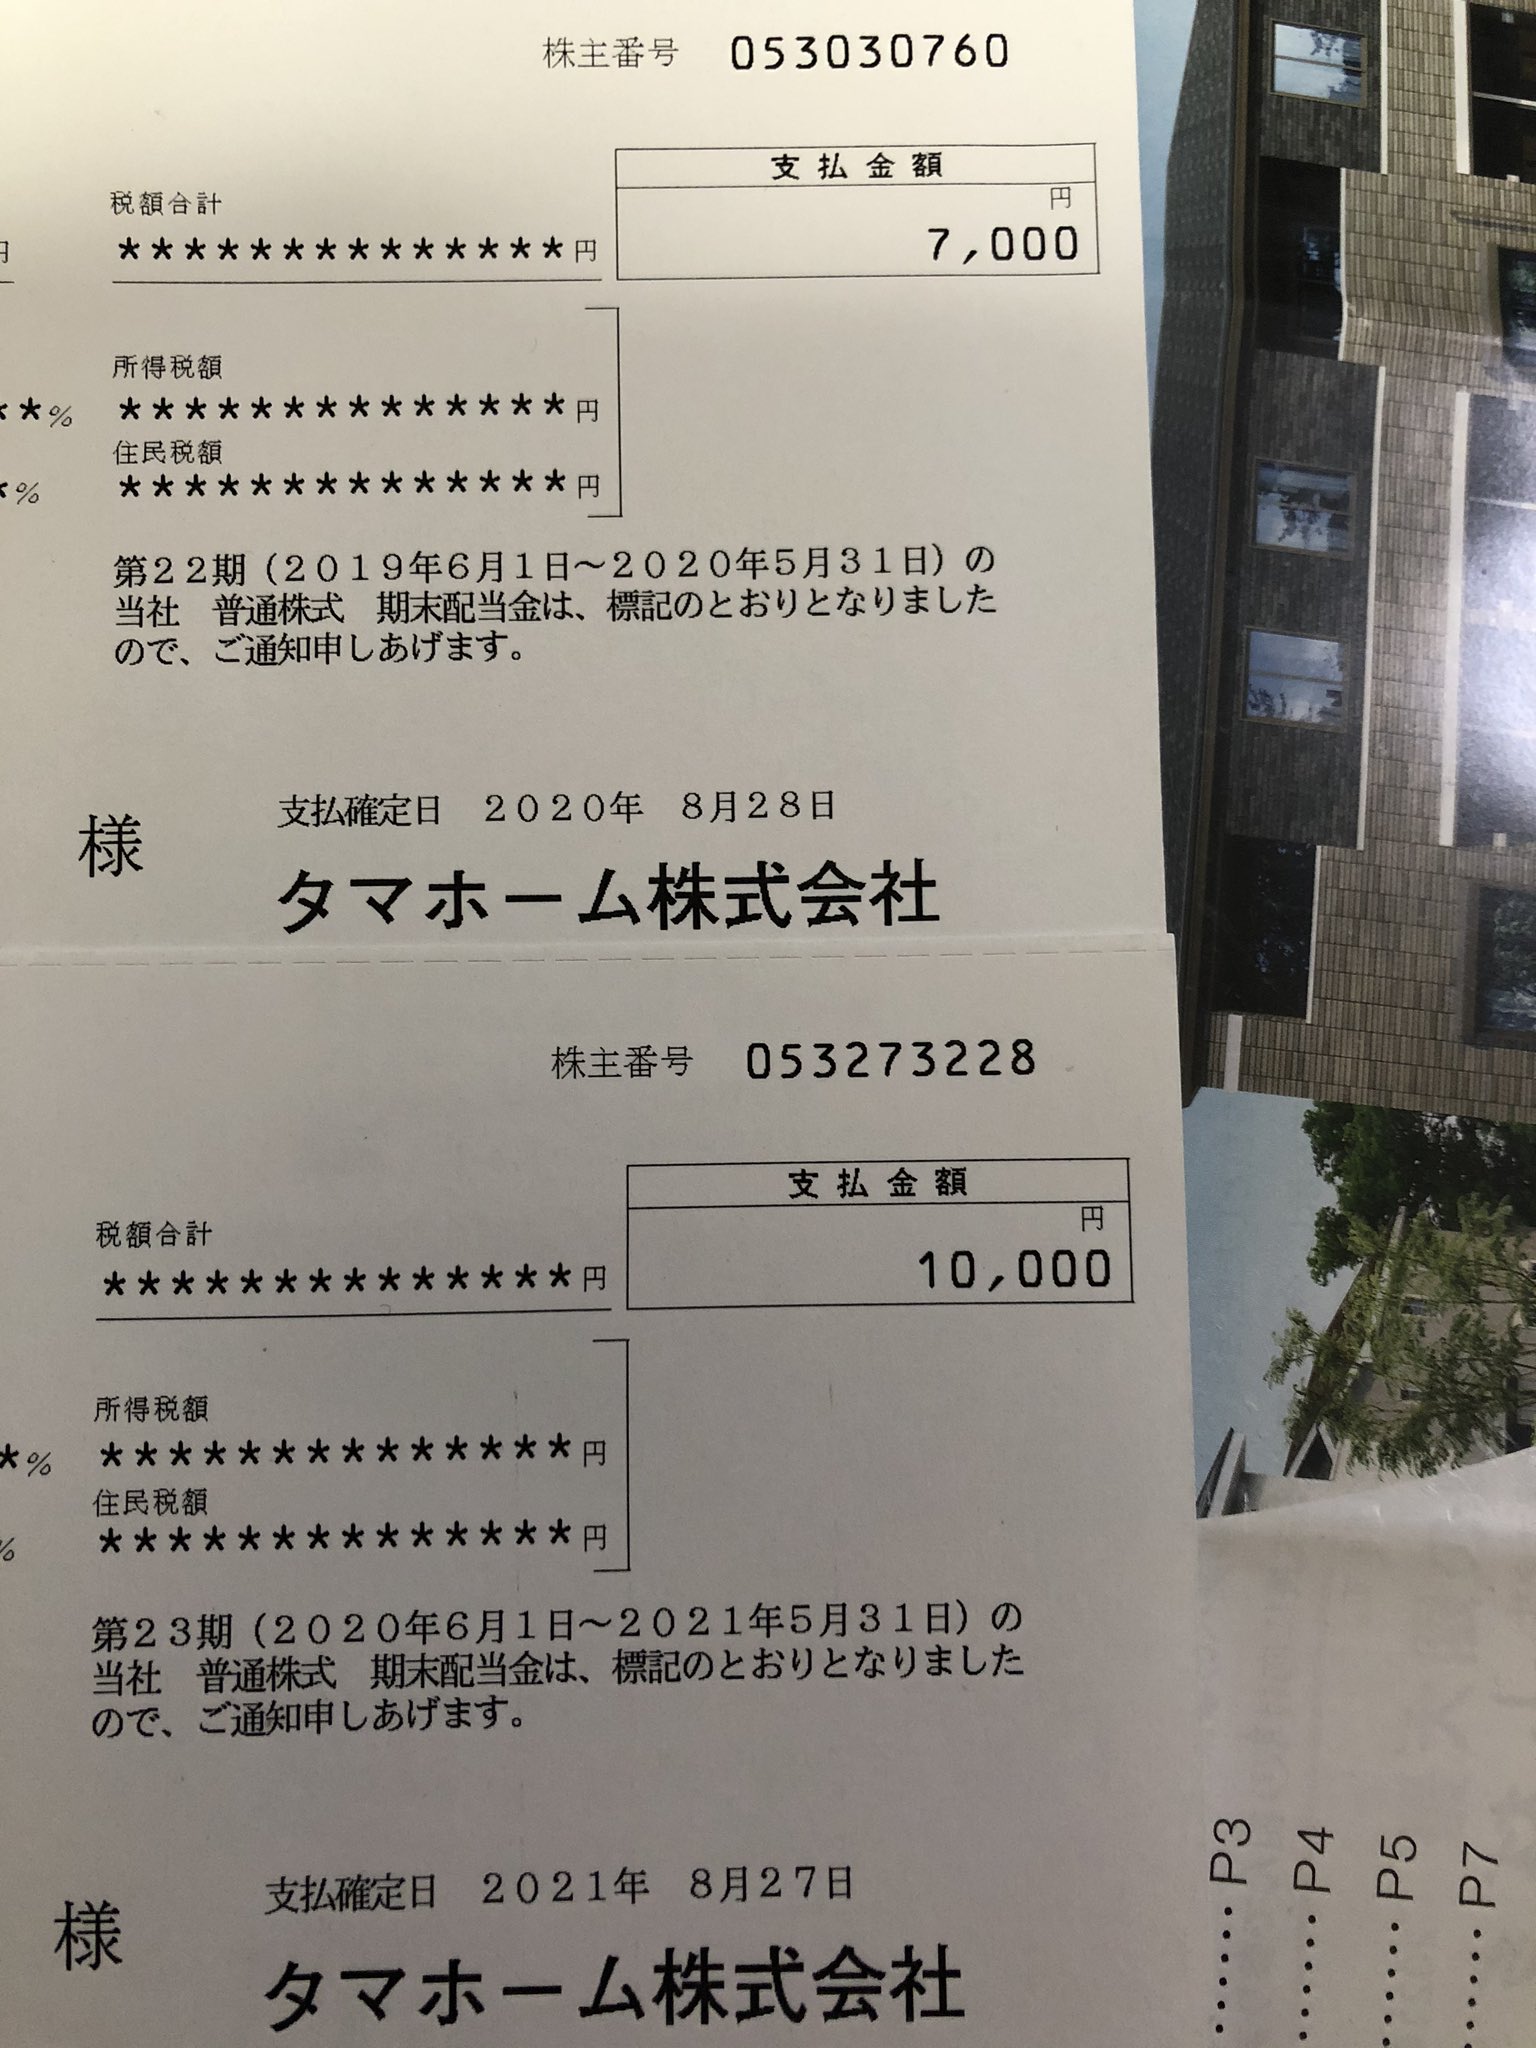 株主番号 053030760
支払金額
税額合計 円
円 **************円 7,000
所得税額
**% **************円
住民税額
*% **************円
第22期（2019年6月1日～2020年5月31日）の
当社 普通株式 期末配当金は、標記のとおりとなりました
ので、ご通知申しあげます。
支払確定日 2020年 8月28日
様
タマホーム株式会社
株主番号 053273228
支払金額
税額合計 円
**************円 10,000
所得税額
*% **************円
住民税額
% **************円
第23期（2020年6月1日～2021年5月31日）の
当社 普通株式 期末配当金は、標記のとおりとなりました
ので、ご通知申しあげます。
支払確定日 2021年 8月27日
様
タマホーム株式会社
……P3
……P4
……P5
……P7